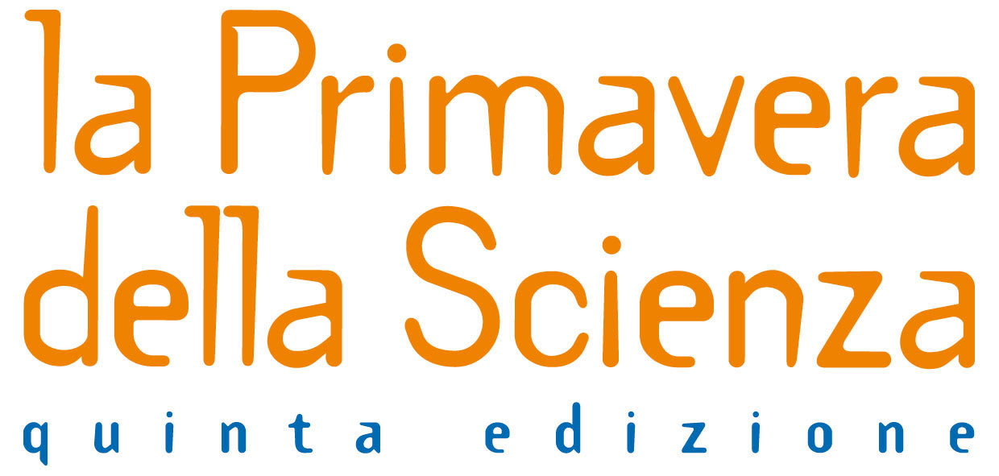 la Primavera
della Scienza
quinta edizione